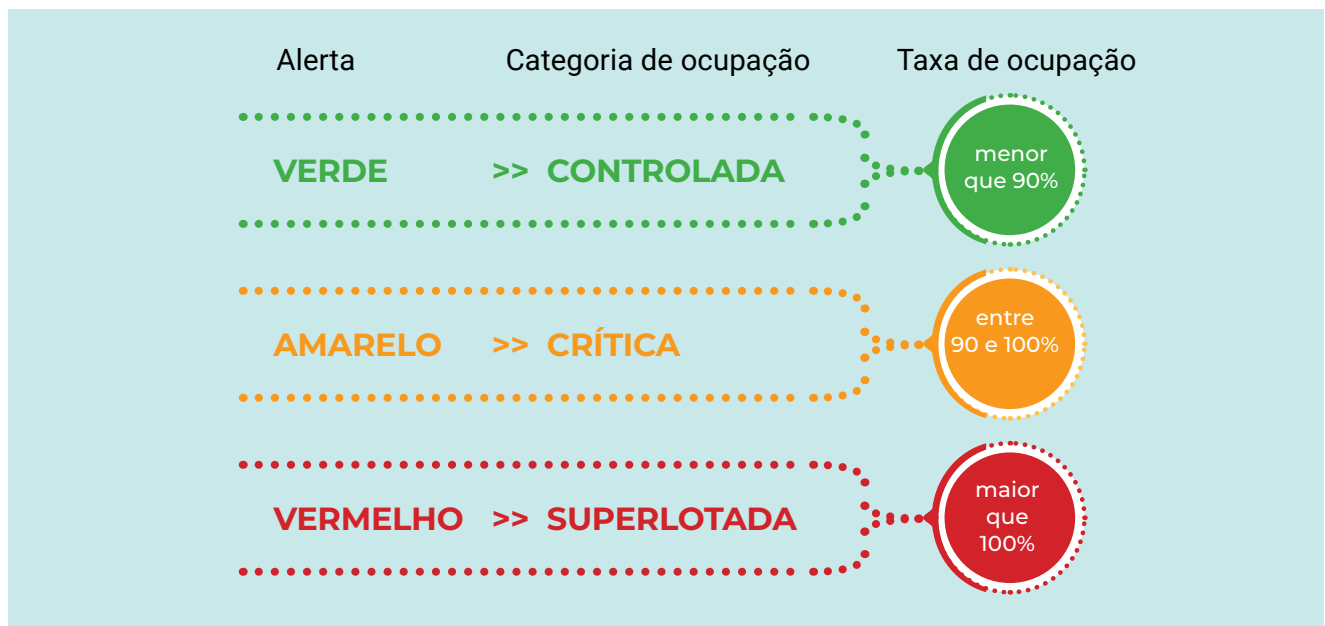 Alerta Categoria de ocupação Taxa de ocupação
VERDE >> CONTROLADA
menor
que 90%
AMARELO >> CRÍTICA
entre
90 e 100%
VERMELHO >> SUPERLOTADA
maior
que
100%